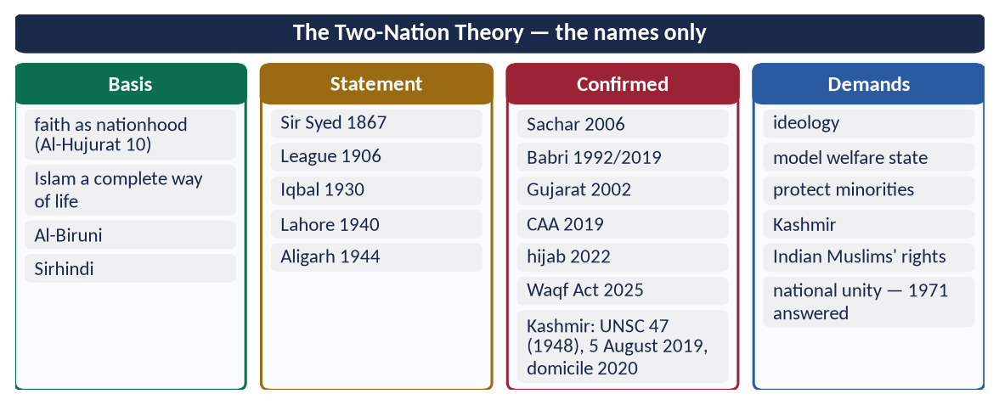 The Two-Nation Theory — the names only
Basis
faith as nationhood
(Al-Hujurat 10)
Islam a complete way
of life
Al-Biruni
Sirhindi
Statement
Sir Syed 1867
League 1906
Iqbal 1930
Lahore 1940
Aligarh 1944
Confirmed
Sachar 2006
Babri 1992/2019
Gujarat 2002
CAA 2019
hijab 2022
Waqf Act 2025
Kashmir: UNSC 47
(1948), 5 August 2019,
domicile 2020
Demands
ideology
model welfare state
protect minorities
Kashmir
Indian Muslims' rights
national unity — 1971
answered